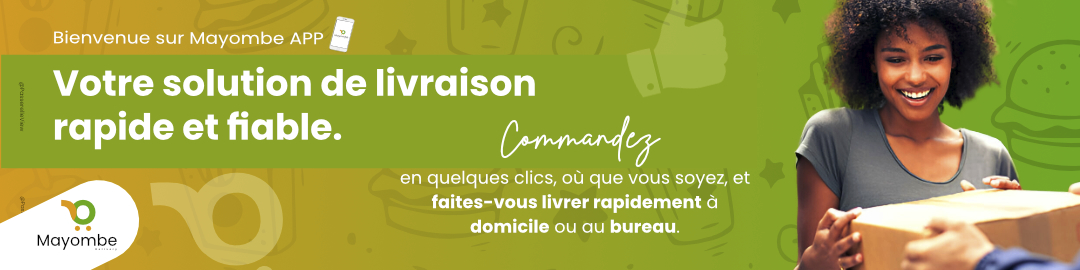 Bienvenue sur Mayombe APP
Votre solution de livraison
rapide et fiable.
Commandez
en quelques clics, où que vous soyez, et
faites-vous livrer rapidement à
domicile ou au bureau.
Mayombe